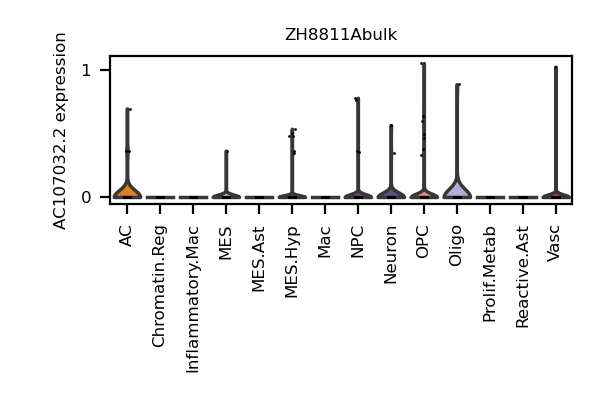 ZH8811Abulk
AC107032.2 expression
1
0
AC
Chromatin.Reg
Inflammatory.Mac
MES
MES.Ast
MES.Hyp
Mac
NPC
Neuron
OPC
Oligo
Prolif.Metab
Reactive.Ast
Vasc